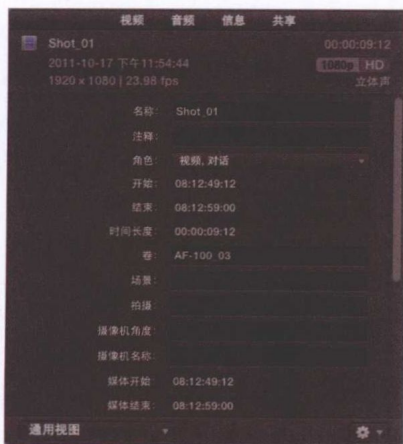 视频 音频 信息 共享
Shot_01 00:00:09:12
2011-10-17 下午11:54:44 1080p HD
1920 × 1080 | 23.98 fps 立体声
名称: Shot_01
注释:
角色: 视频, 对话
开始: 08:12:49:12
结束: 08:12:59:00
时间长度: 00:00:09:12
卷: AF-100_03
场景:
拍摄:
摄像机角度:
摄像机名称:
媒体开始: 08:12:49:12
媒体结束: 08:12:59:00
通用视图